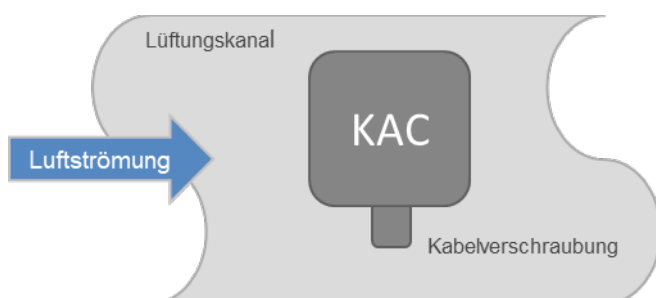 Lüftungskanal
KAC
Luftströmung
Kabelverschraubung